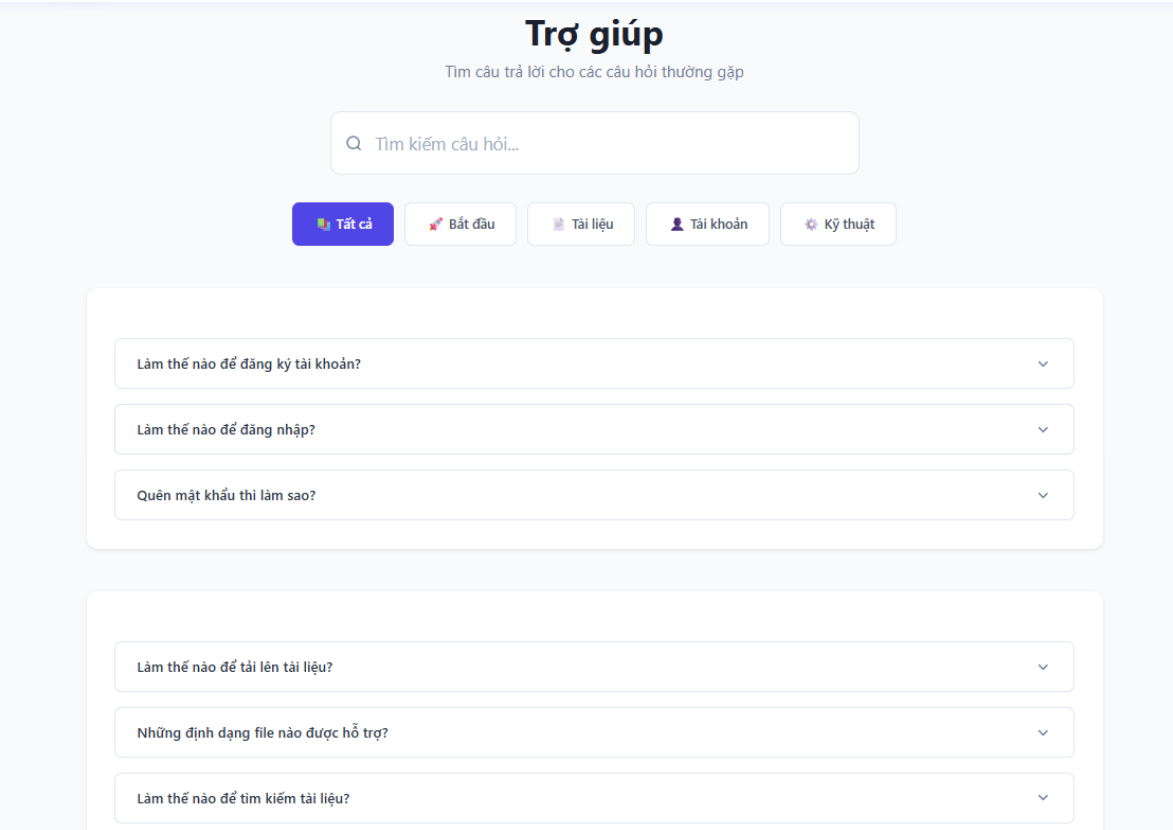 Trợ giúp
Tìm câu trả lời cho các câu hỏi thường gặp
Tìm kiếm câu hỏi...
Tất cả
Bắt đầu
Tài liệu
Tài khoản
Kỹ thuật
Làm thế nào để đăng ký tài khoản?
Làm thế nào để đăng nhập?
Quên mật khẩu thì làm sao?
Làm thế nào để tải lên tài liệu?
Những định dạng file nào được hỗ trợ?
Làm thế nào để tìm kiếm tài liệu?